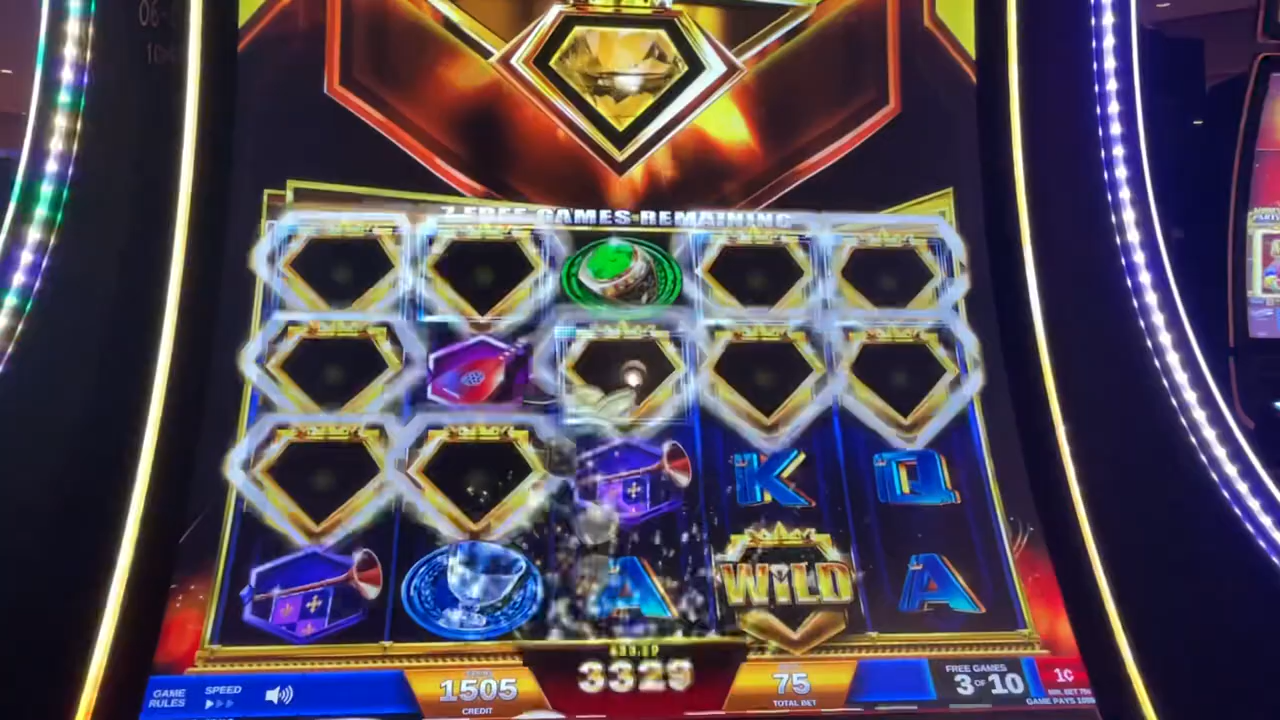 7 FREE GAMES REMAINING
K
Q
A
WILD
A
GAME RULES
SPEED
1505
CREDIT
3329
75
TOTAL BET
FREE GAMES
3 OF 10
1¢